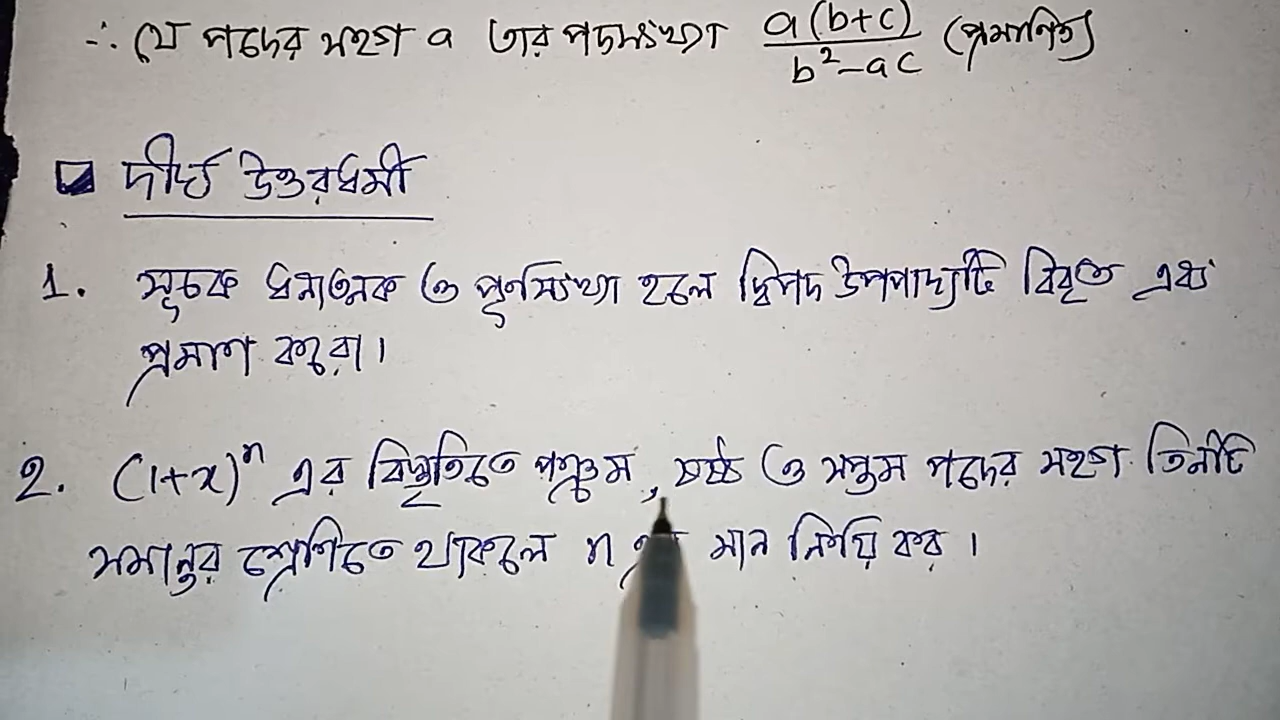 ∴ যে পদের সহগ a তার পদসংখ্যা a(b+c)/b²-ac (প্রমাণিত)
দীর্ঘ উত্তরধর্মী
1. সূচক ধনাত্মক ও পূর্ণসংখ্যা হলে দ্বিপদ উপপাদ্যটি বিবৃত এবং
প্রমাণ করো।
2. (1+x)ⁿ এর বিস্তৃতিতে পঞ্চম, ষষ্ঠ ও সপ্তম পদের সহগ তিনটি
সমান্তর শ্রেণিতে থাকলে n এর মান নির্ণয় কর।